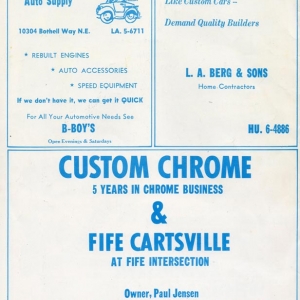 Auto Supply
10304 Bothell Way N.E. LA. 5-6711
• REBUILT ENGINES
• AUTO ACCESSORIES
• SPEED EQUIPMENT
If we don't have it, we can get it QUICK
For All Your Automotive Needs See
B-BOY'S
Open Evenings & Saturdays
Like Custom Cars—
Demand Quality Builders
L. A. BERG & SONS
Home Contractors
HU. 6-4886
CUSTOM CHROME
5 YEARS IN CHROME BUSINESS
&
FIFE CARTSVILLE
AT FIFE INTERSECTION
Owner, Paul Jensen